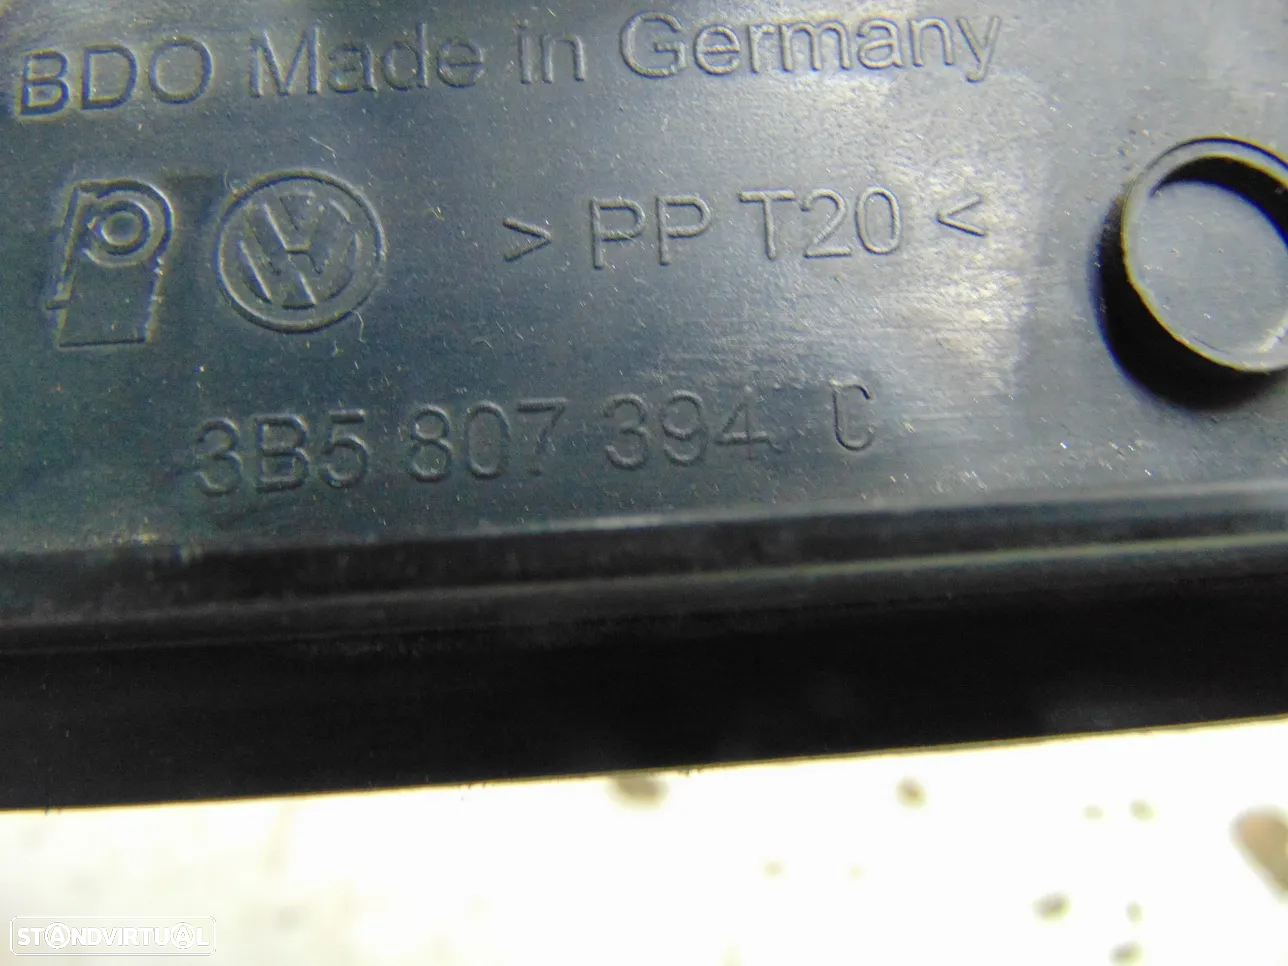 BDO Made in Germany
> PP T20 <
3B5 807 394 C
STANDVIRTUAL